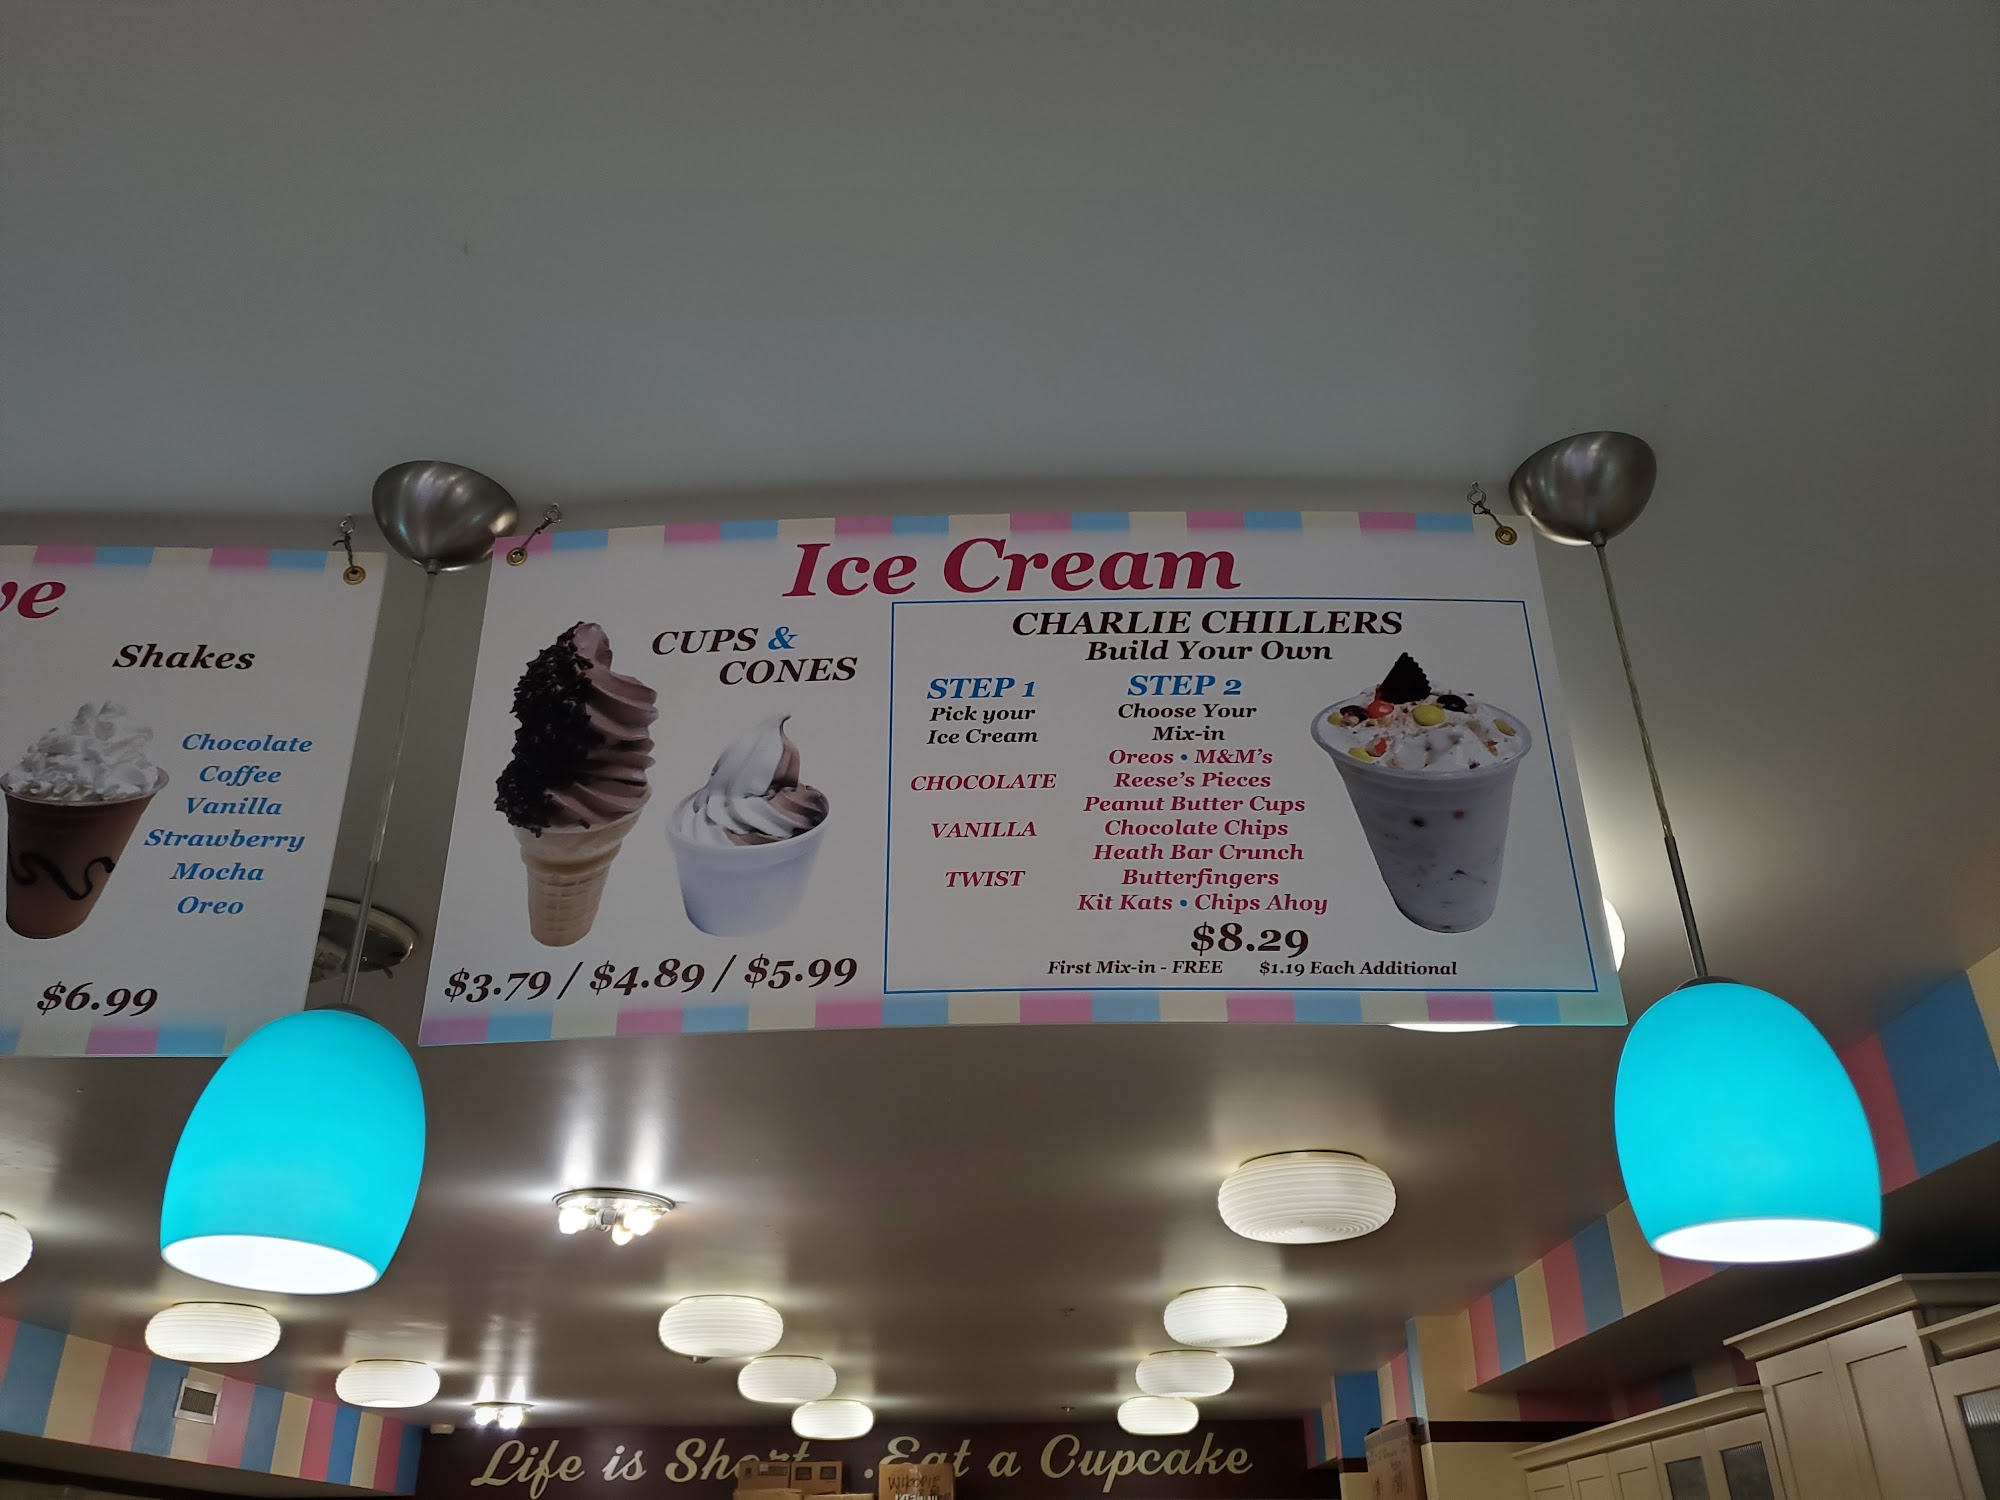 Shakes
Chocolate
Coffee
Vanilla
Strawberry
Mocha
Oreo
$6.99
Ice Cream
CUPS &
CONES
$3.79 / $4.89 / $5.99
CHARLIE CHILLERS
Build Your Own
STEP 1
Pick your
Ice Cream
CHOCOLATE
VANILLA
TWIST
STEP 2
Choose Your
Mix-in
Oreos • M&M's
Reese's Pieces
Peanut Butter Cups
Chocolate Chips
Heath Bar Crunch
Butterfingers
Kit Kats • Chips Ahoy
$8.29
First Mix-in - FREE $1.19 Each Additional
Life is Short. . .Eat a Cupcake